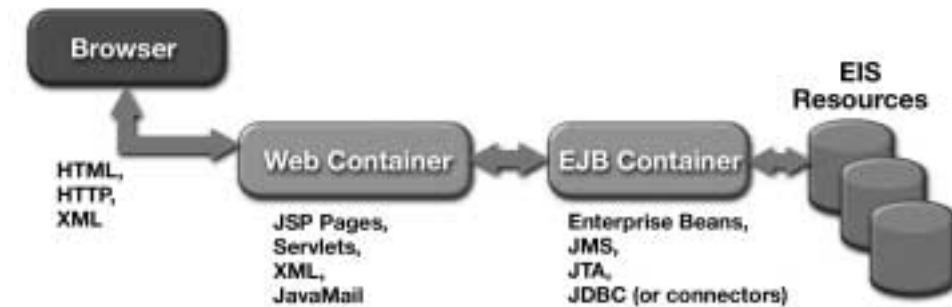 Browser
EIS
Resources
Web Container
EJB Container
HTML,
HTTP,
XML
JSP Pages,
Servlets,
XML,
JavaMail
Enterprise Beans,
JMS,
JTA,
JDBC (or connectors)